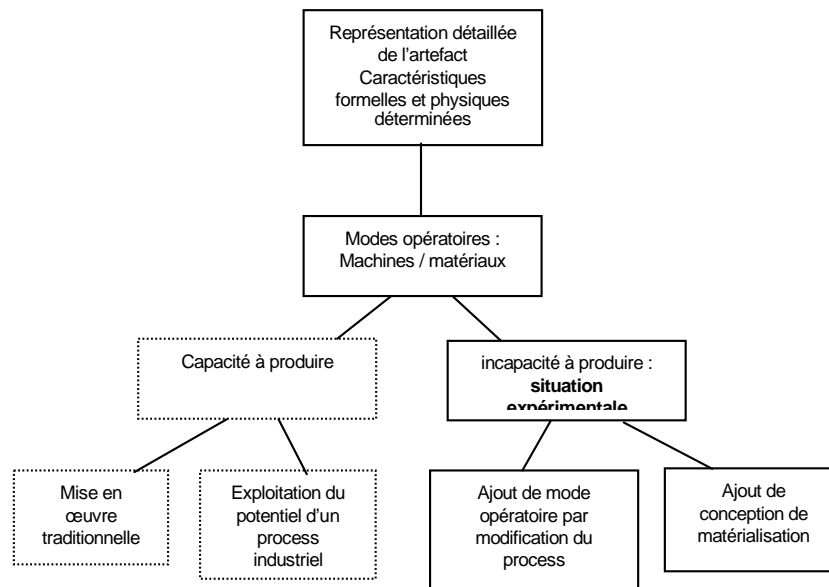 Représentation détaillée
de l'artefact
Caractéristiques
formelles et physiques
déterminées
Modes opératoires :
Machines / matériaux
Capacité à produire
incapacité à produire :
situation
expérimentale
Mise en
œuvre
traditionnelle
Exploitation du
potentiel d'un
process
industriel
Ajout de mode
opératoire par
modification du
process
Ajout de
conception de
matérialisation